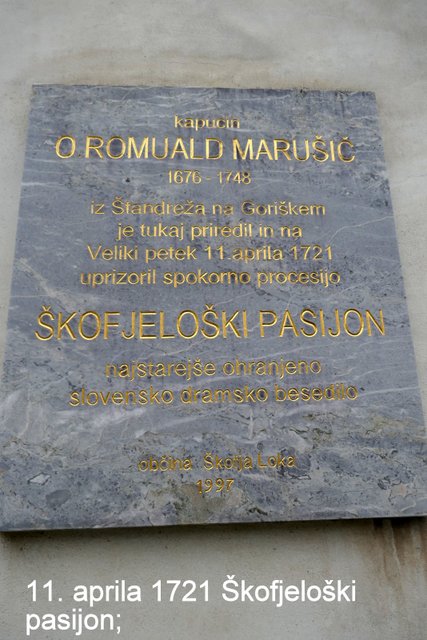 kapucin
O ROMUALD MARUŠIČ
1676 - 1748
iz Štandreža na Goriškem
je tukaj priredil in na
Veliki petek 11.aprila 1721
uprizoril spokorno procesijo
ŠKOFJELOŠKI PASIJON
najstarejše ohranjeno
slovensko dramsko besedilo
občina Škofja Loka
1997
11. aprila 1721 Škofjeloški
pasijon;